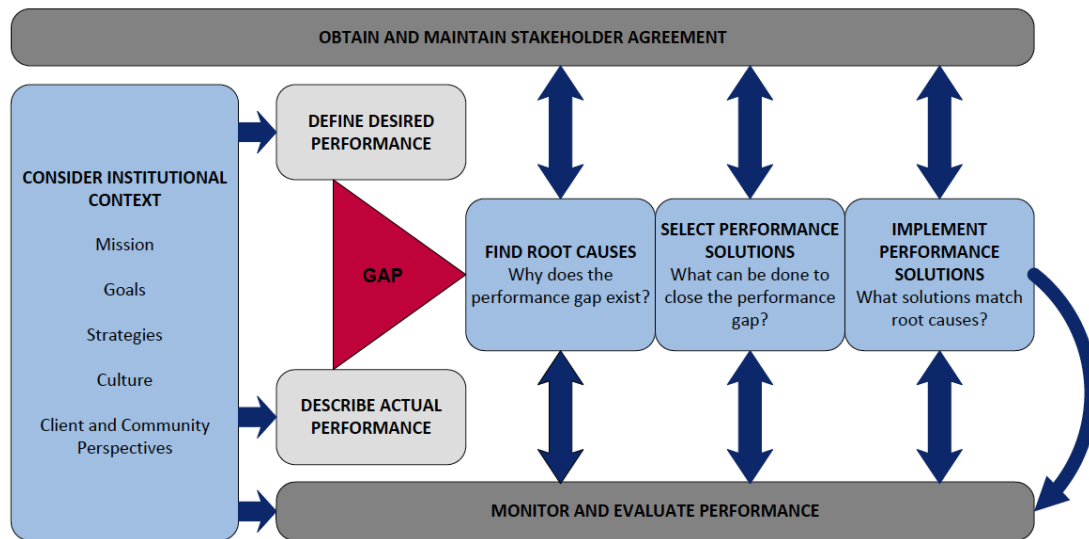 OBTAIN AND MAINTAIN STAKEHOLDER AGREEMENT
CONSIDER INSTITUTIONAL
CONTEXT
Mission
Goals
Strategies
Culture
Client and Community
Perspectives
DEFINE DESIRED
PERFORMANCE
GAP
DESCRIBE ACTUAL
PERFORMANCE
FIND ROOT CAUSES
Why does the
performance gap exist?
SELECT PERFORMANCE
SOLUTIONS
What can be done to
close the performance
gap?
IMPLEMENT
PERFORMANCE
SOLUTIONS
What solutions match
root causes?
MONITOR AND EVALUATE PERFORMANCE